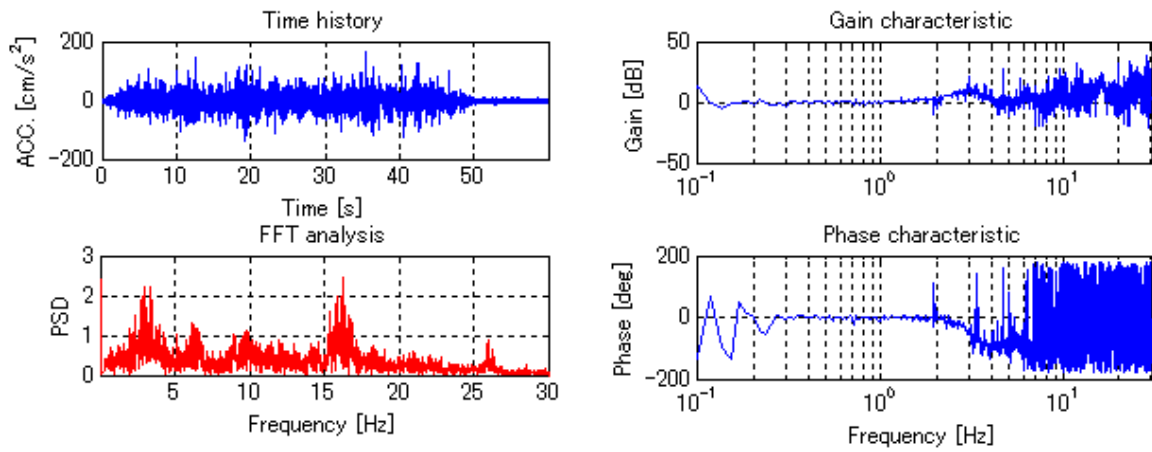 Time history
200
0
−200
ACC. [cm/s²]
0 10 20 30 40 50
Time [s]
Gain characteristic
50
0
−50
Gain [dB]
10⁻¹ 10⁰ 10¹
FFT analysis
3
2
1
0
PSD
5 10 15 20 25 30
Frequency [Hz]
Phase characteristic
200
0
−200
Phase [deg]
10⁻¹ 10⁰ 10¹
Frequency [Hz]